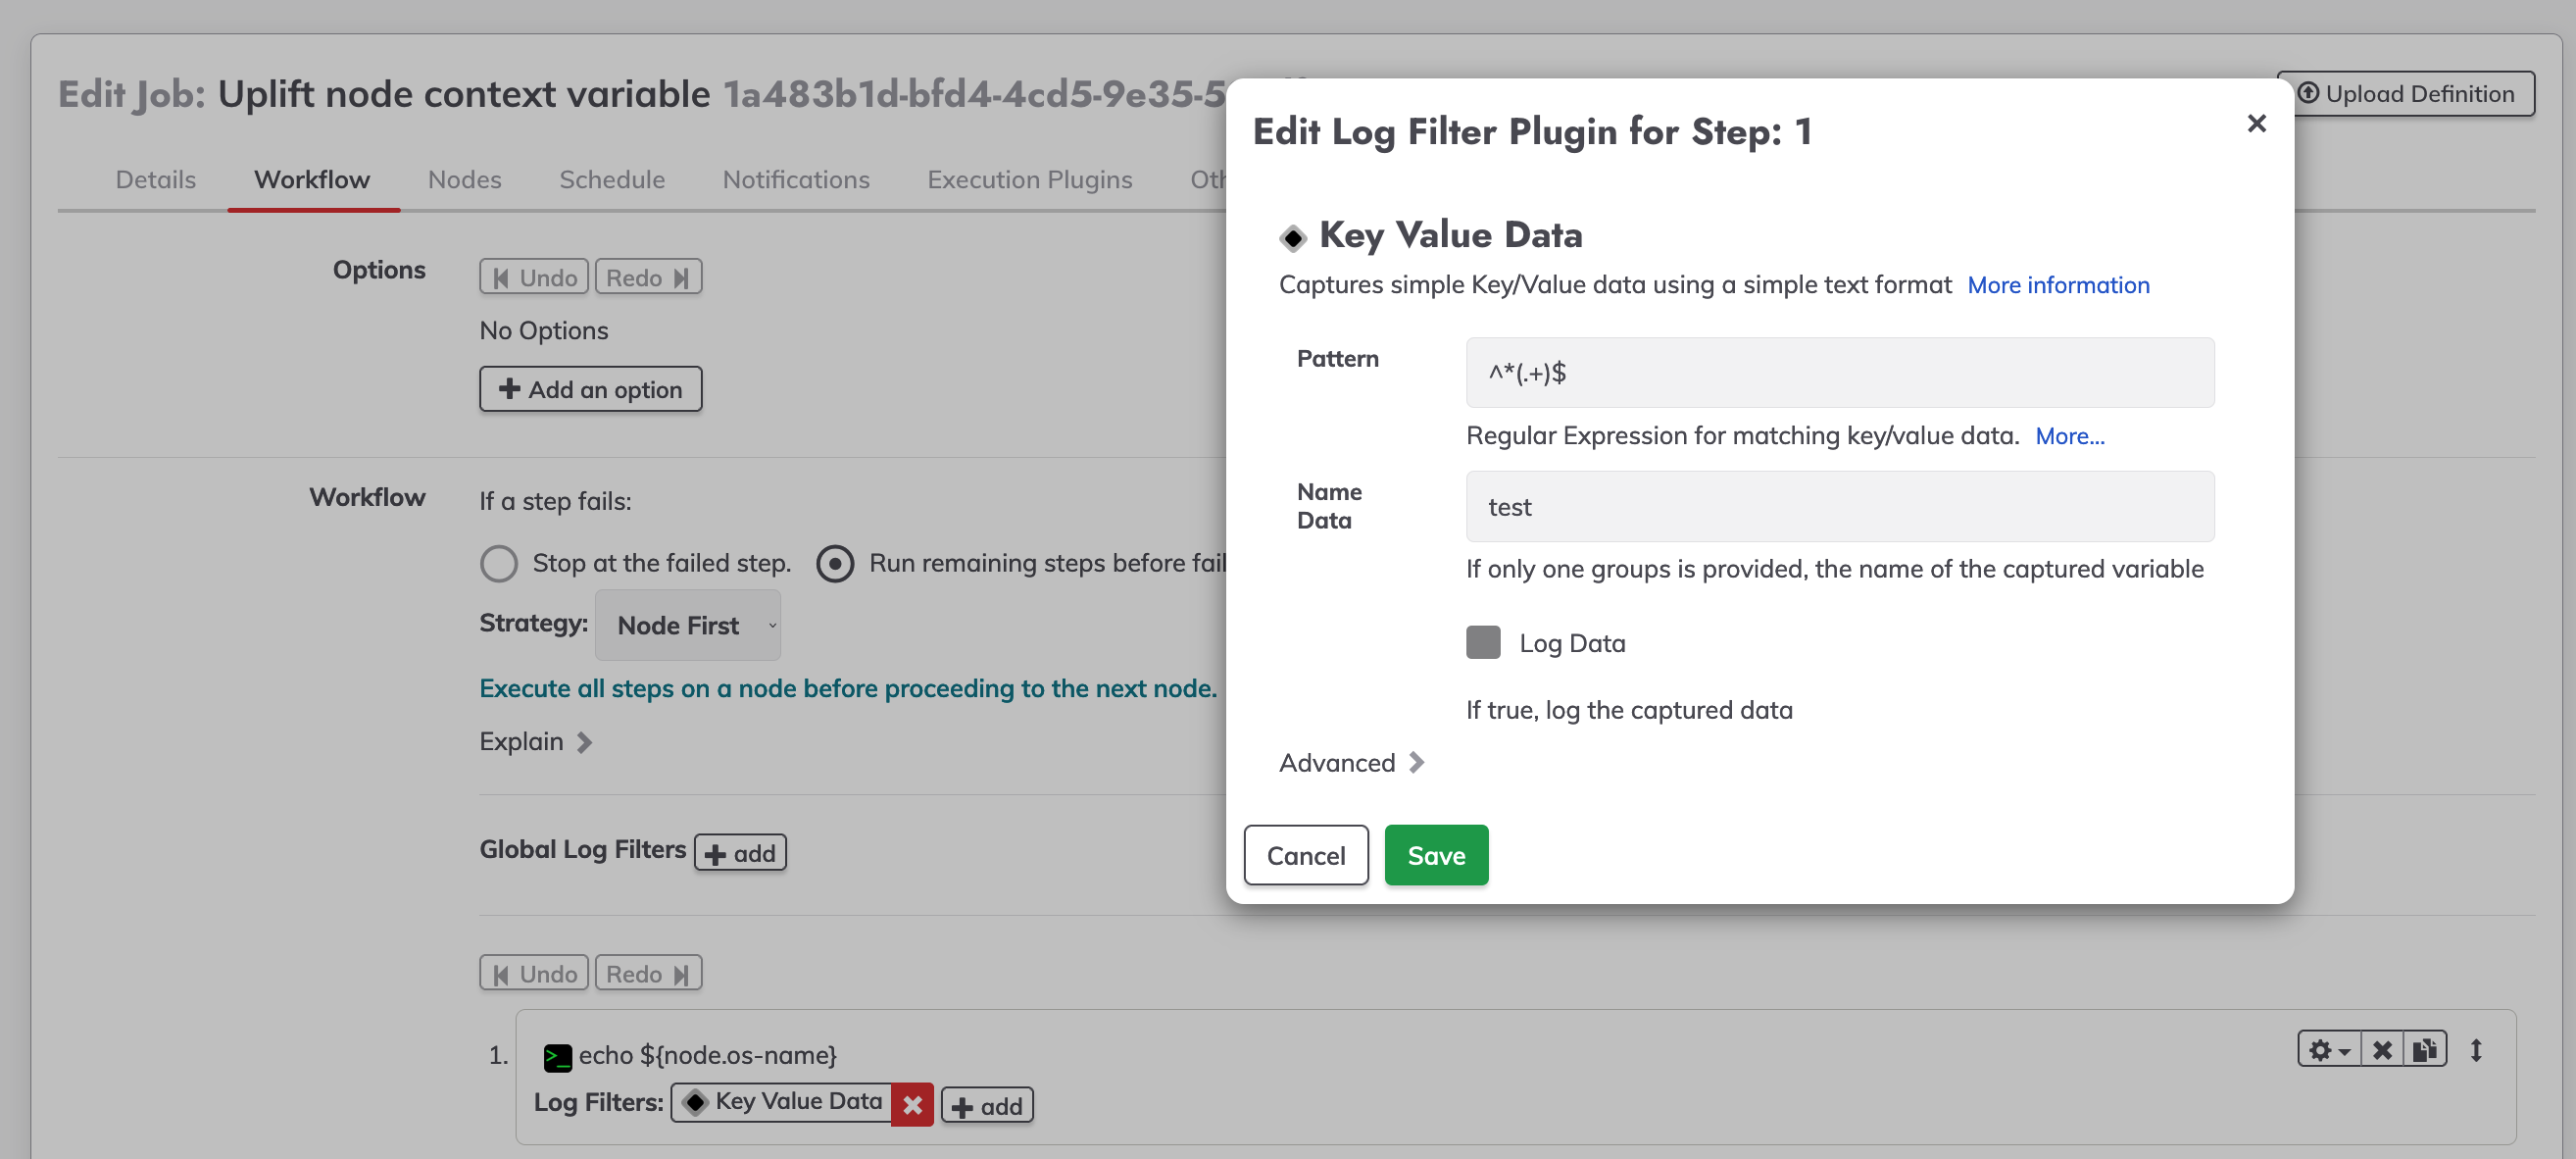 Edit Job: Uplift node context variable 1a483b1d-bfd4-4cd5-9e35-5
Upload Definition
Details Workflow Nodes Schedule Notifications Execution Plugins
Options
Undo Redo
No Options
Add an option
Workflow
If a step fails:
Stop at the failed step. Run remaining steps before fail
Strategy: Node First
Execute all steps on a node before proceeding to the next node.
Explain
Global Log Filters add
Undo Redo
1. echo ${node.os-name}
Log Filters: Key Value Data add
Edit Log Filter Plugin for Step: 1
Key Value Data
Captures simple Key/Value data using a simple text format More information
Pattern
^*(.+)$
Regular Expression for matching key/value data. More...
Name
Data
test
If only one groups is provided, the name of the captured variable
Log Data
If true, log the captured data
Advanced
Cancel Save